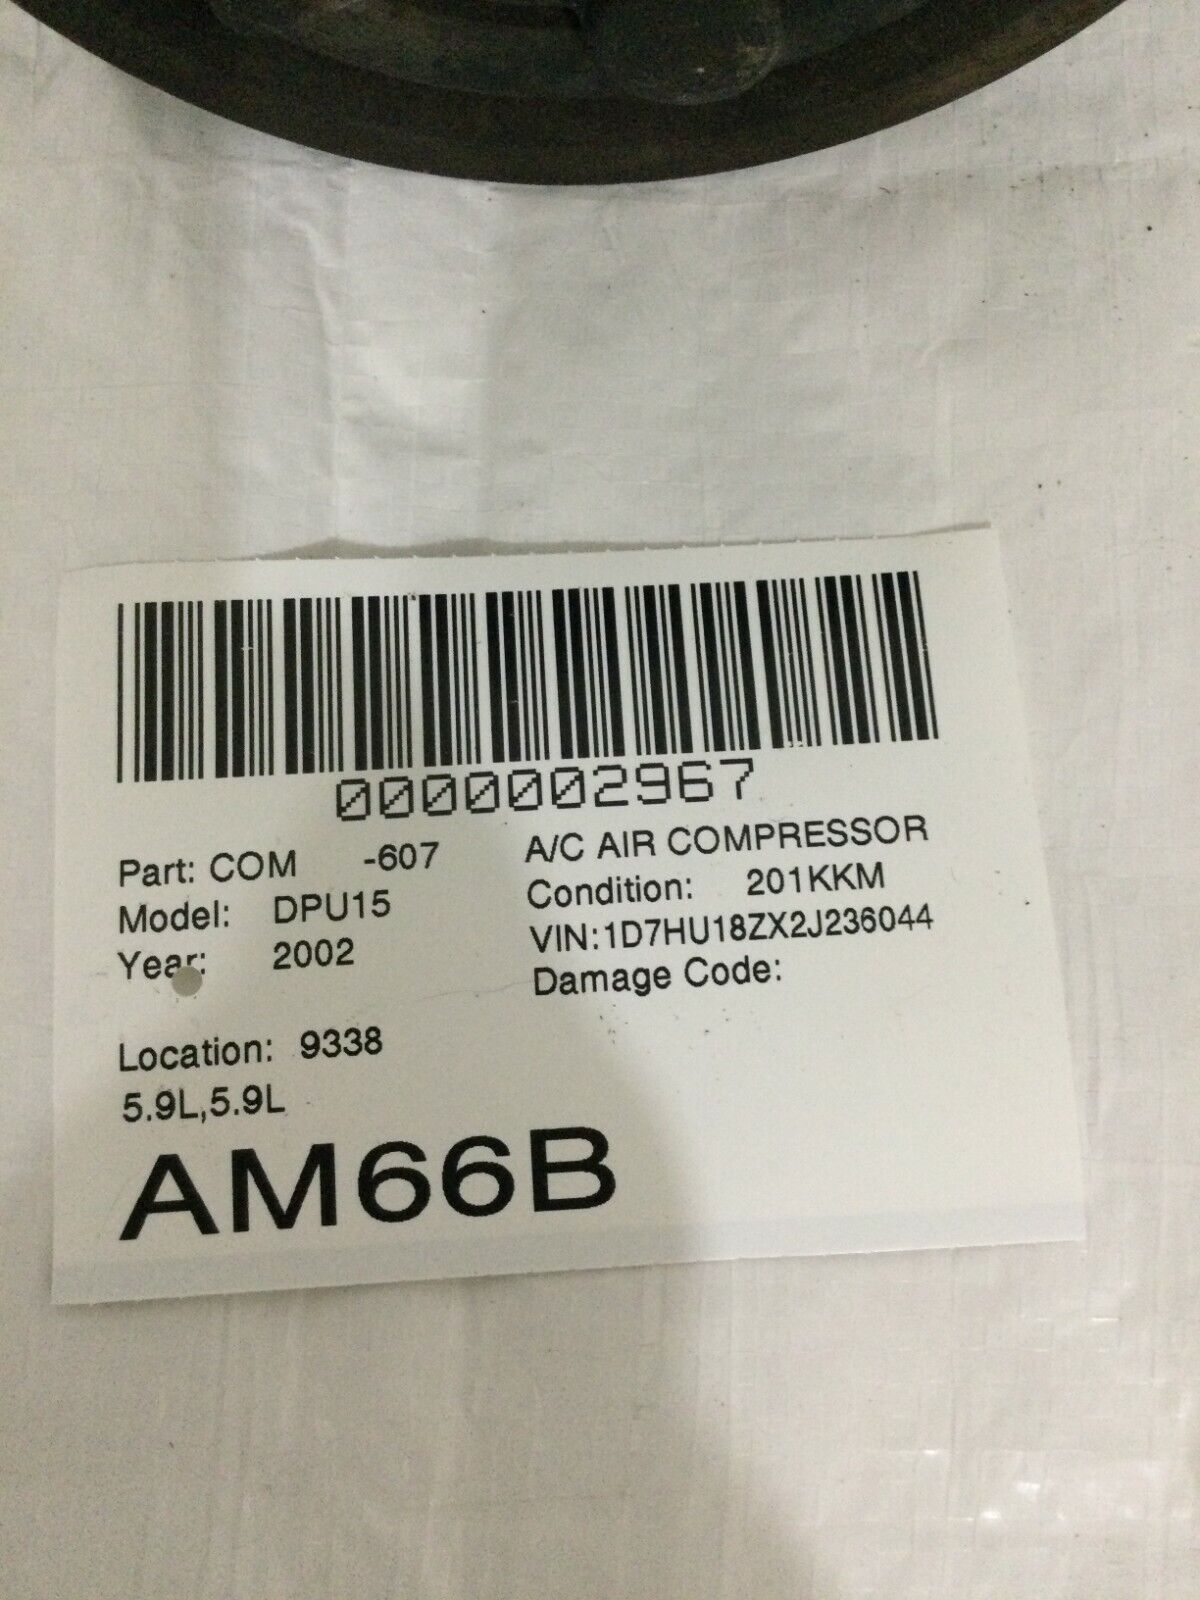 0000002967
Part: COM -607 A/C AIR COMPRESSOR
Model: DPU15 Condition: 201KKM
Year: 2002 VIN:1D7HU18ZX2J236044
Damage Code:
Location: 9338
5.9L,5.9L
AM66B